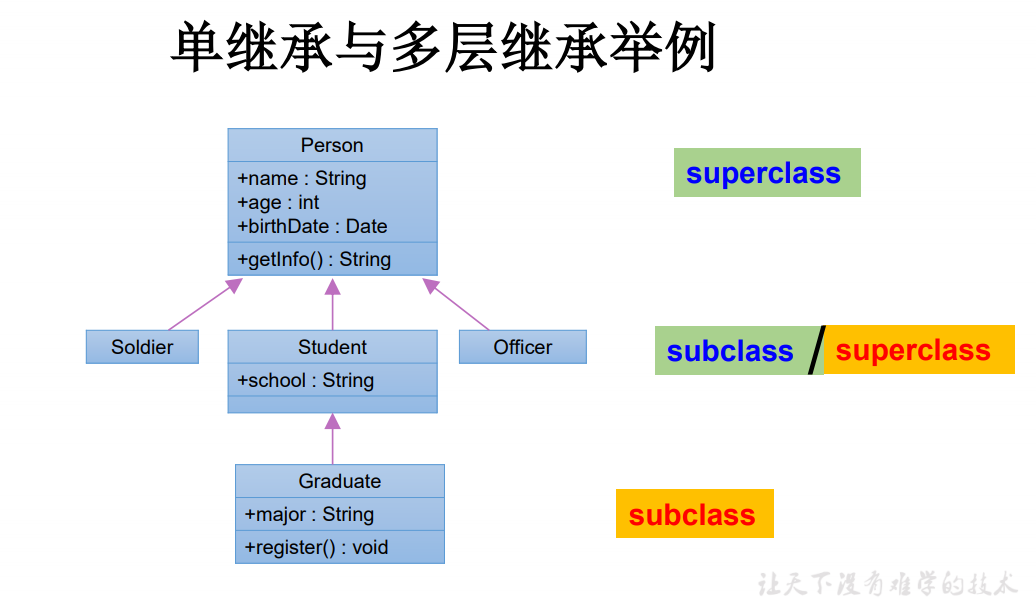 单继承与多层继承举例
Person
+name : String
+age : int
+birthDate : Date
+getInfo() : String
superclass
Soldier
Student
+school : String
Officer
subclass
superclass
Graduate
+major : String
+register() : void
subclass
让天下没有难学的技术